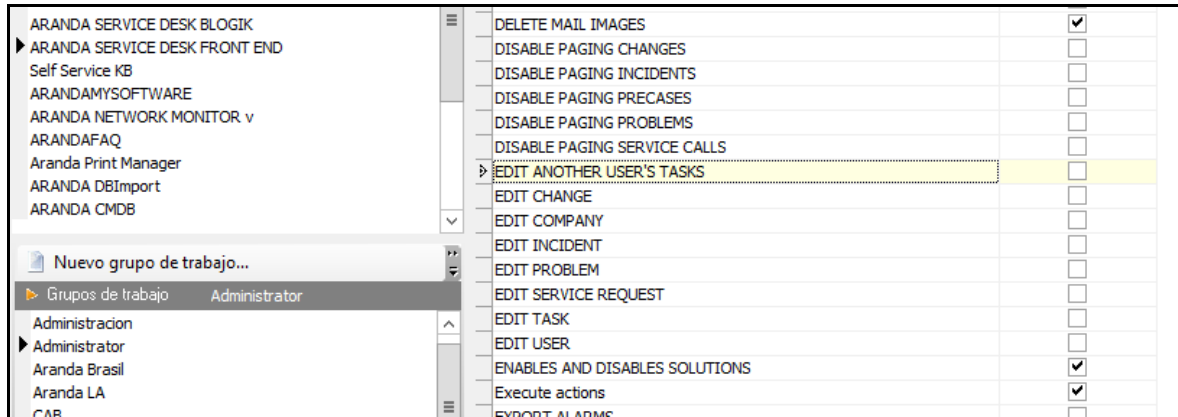 ARANDA SERVICE DESK BLOGIK
ARANDA SERVICE DESK FRONT END
Self Service KB
ARANDAMYSOFTWARE
ARANDA NETWORK MONITOR v
ARANDAFAQ
Aranda Print Manager
ARANDA DBImport
ARANDA CMDB
Nuevo grupo de trabajo...
Grupos de trabajo Administrator
Administracion
Administrator
Aranda Brasil
Aranda LA
CAB
DELETE MAIL IMAGES
DISABLE PAGING CHANGES
DISABLE PAGING INCIDENTS
DISABLE PAGING PRECASES
DISABLE PAGING PROBLEMS
DISABLE PAGING SERVICE CALLS
EDIT ANOTHER USER'S TASKS
EDIT CHANGE
EDIT COMPANY
EDIT INCIDENT
EDIT PROBLEM
EDIT SERVICE REQUEST
EDIT TASK
EDIT USER
ENABLES AND DISABLES SOLUTIONS
Execute actions
EXPORT ALARMS